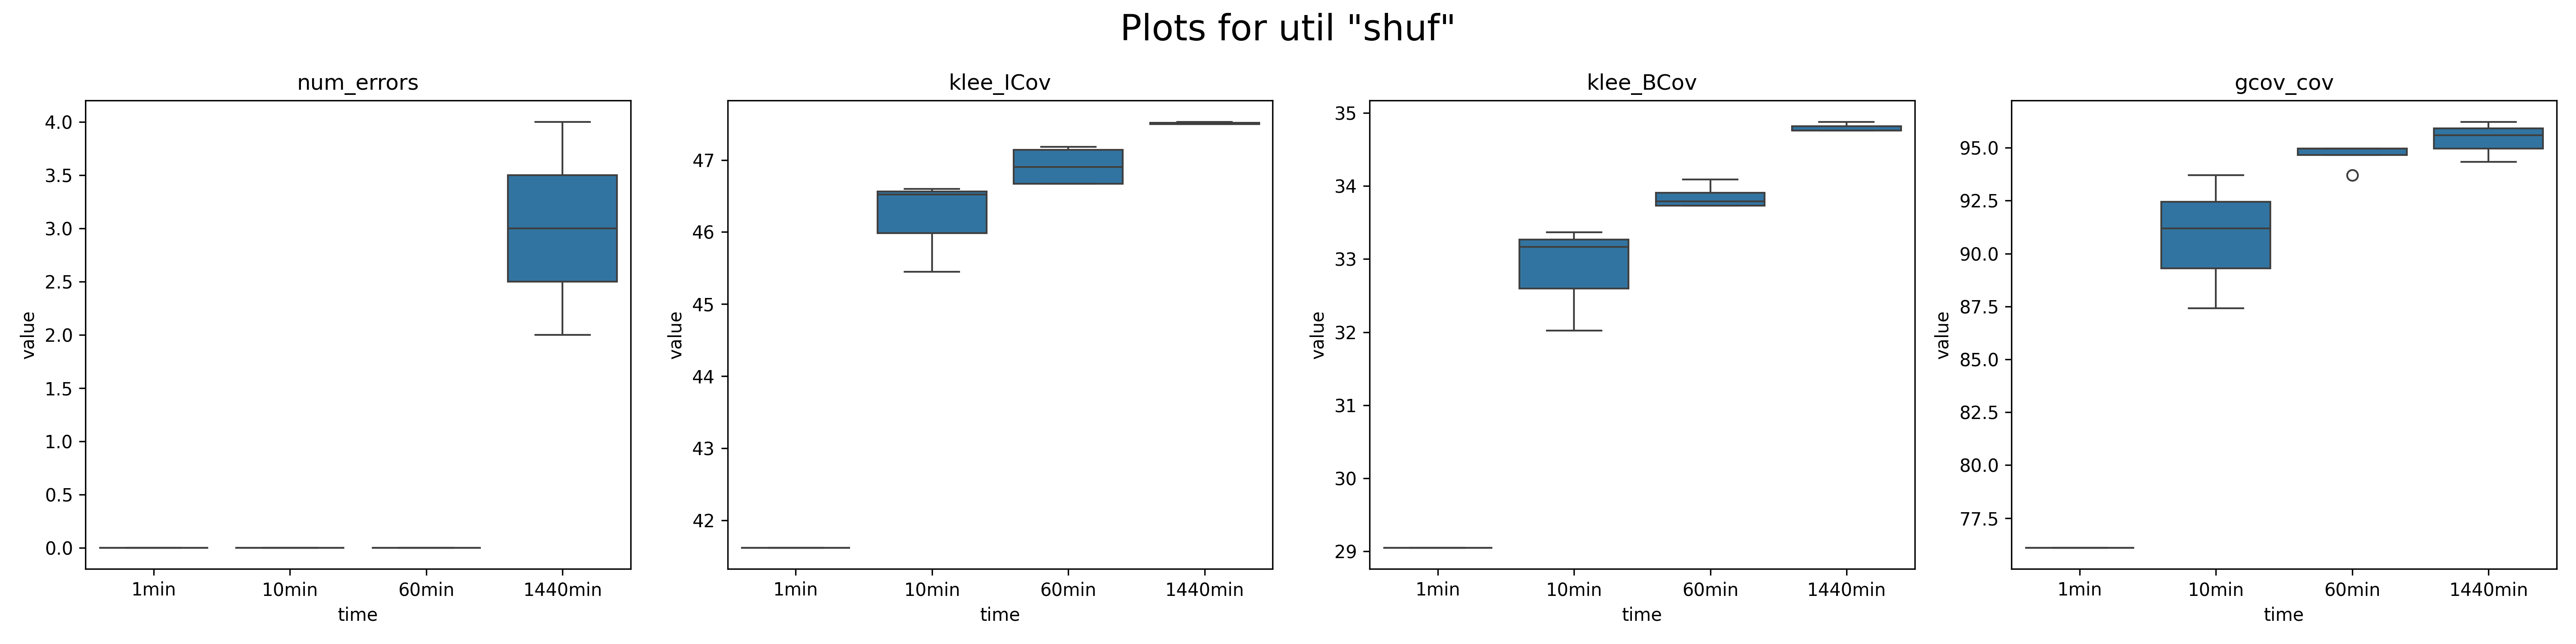 Plots for util "shuf"
num_errors
value
4.0
3.5
3.0
2.5
2.0
1.5
1.0
0.5
0.0
1min 10min 60min 1440min
time
klee_ICov
value
47
46
45
44
43
42
1min 10min 60min 1440min
time
klee_BCov
value
35
34
33
32
31
30
29
1min 10min 60min 1440min
time
gcov_cov
value
95.0
92.5
90.0
87.5
85.0
82.5
80.0
77.5
1min 10min 60min 1440min
time